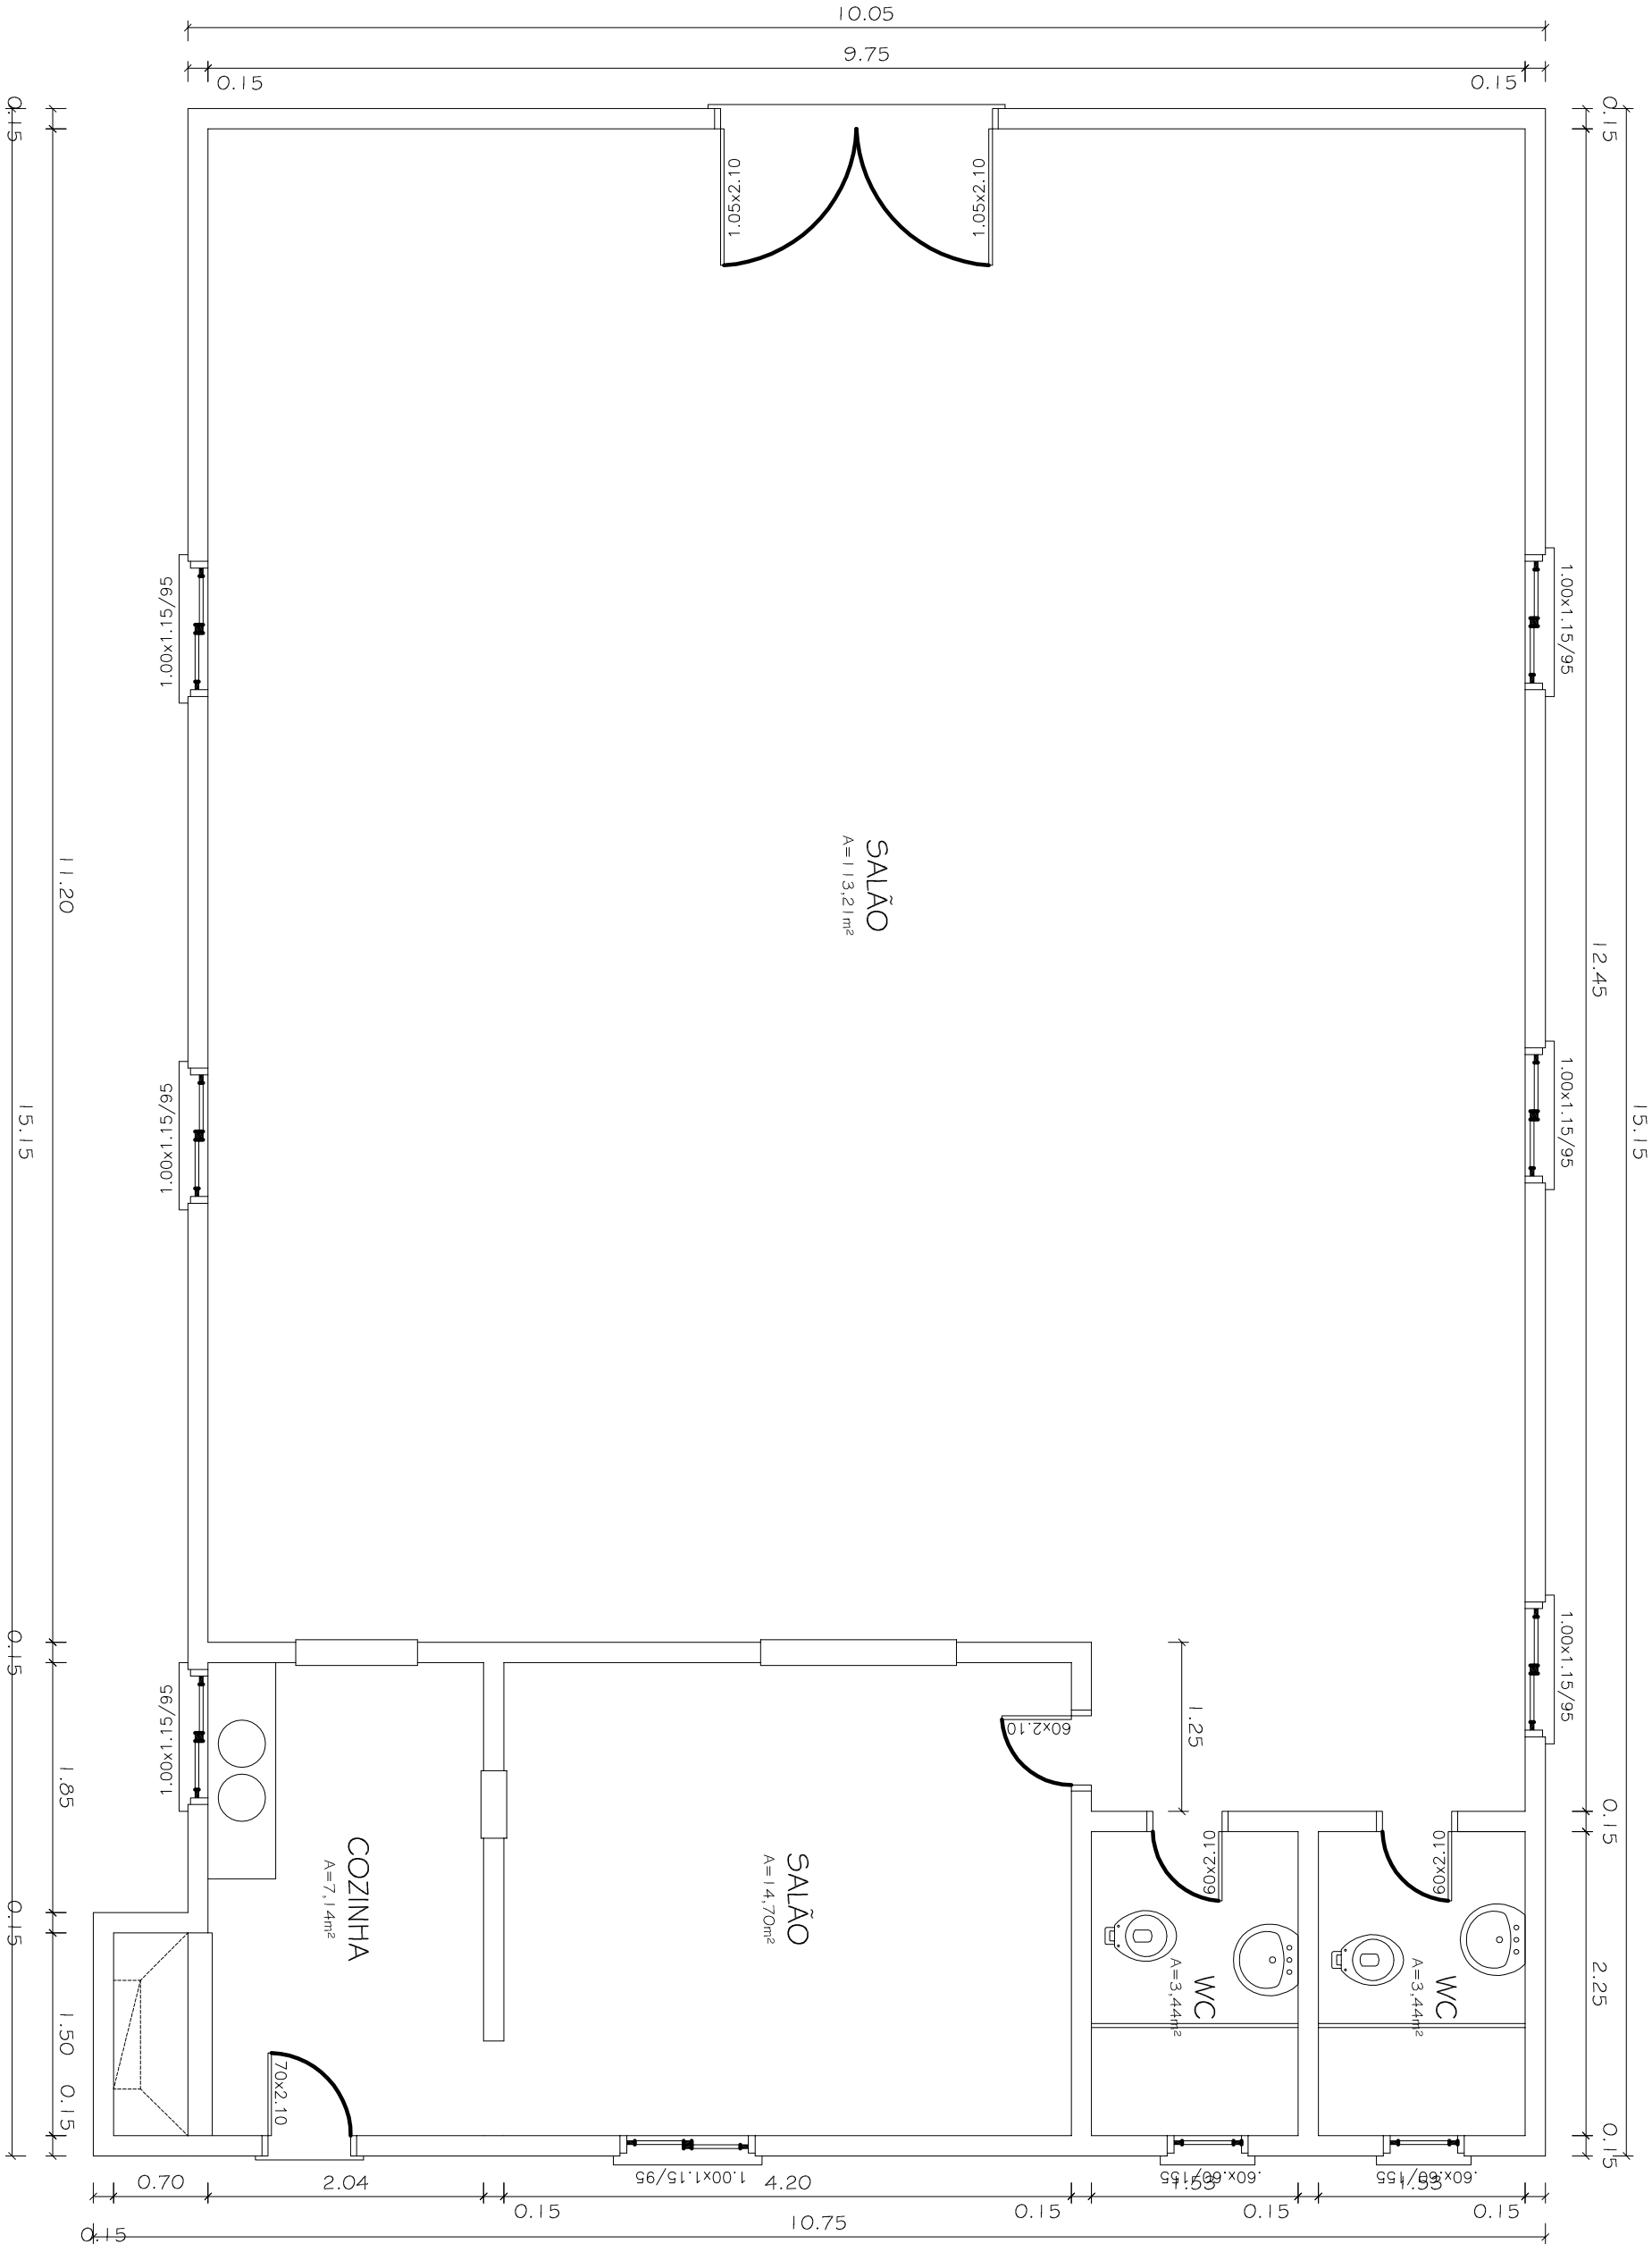 10.05
9.75
0.15
0.15
0.15
0.15
1.05x2.10
1.05x2.10
1.00x1.15/95
1.00x1.15/95
SALÃO
A=113,21m²
11.20
12.45
15.15
15.15
1.00x1.15/95
1.00x1.15/95
1.00x1.15/95
0.15
1.00x1.15/95
60x2.10
1.25
1.85
0.15
60x2.10
60x2.10
COZINHA
A=7,14m²
SALÃO
A=14,70m²
WC
A=3,44m²
WC
A=3,44m²
0.15
2.25
1.50
0.15
70x2.10
0.15
1.00x1.15/95
.60x.60/155
.60x.60/155
0.70
2.04
4.20
1.53
1.53
0.15
0.15
0.15
0.15
10.75
0.15